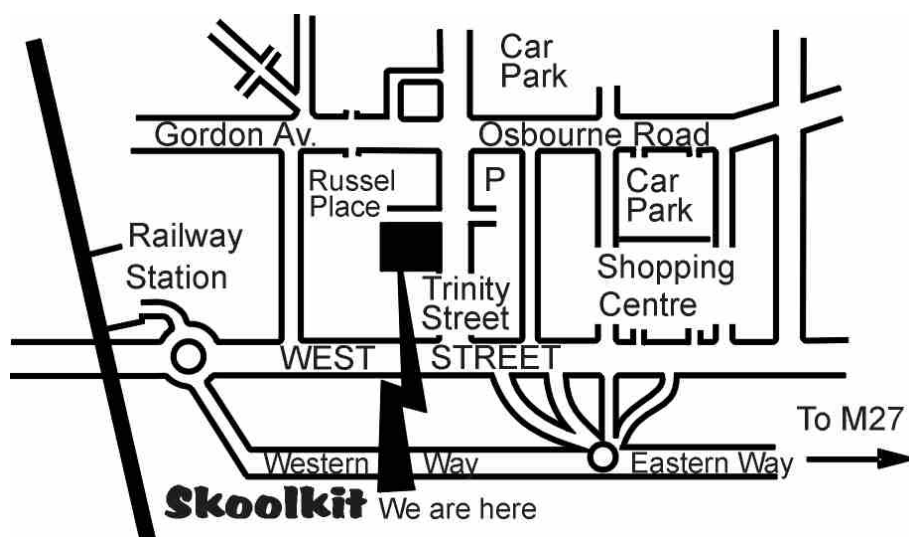 Car
Park
Gordon Av.
Osbourne Road
Russel
Place
P
Car
Park
Railway
Station
Shopping
Centre
Trinity
Street
WEST STREET
To M27
Western Way
Eastern Way
Skoolkit We are here